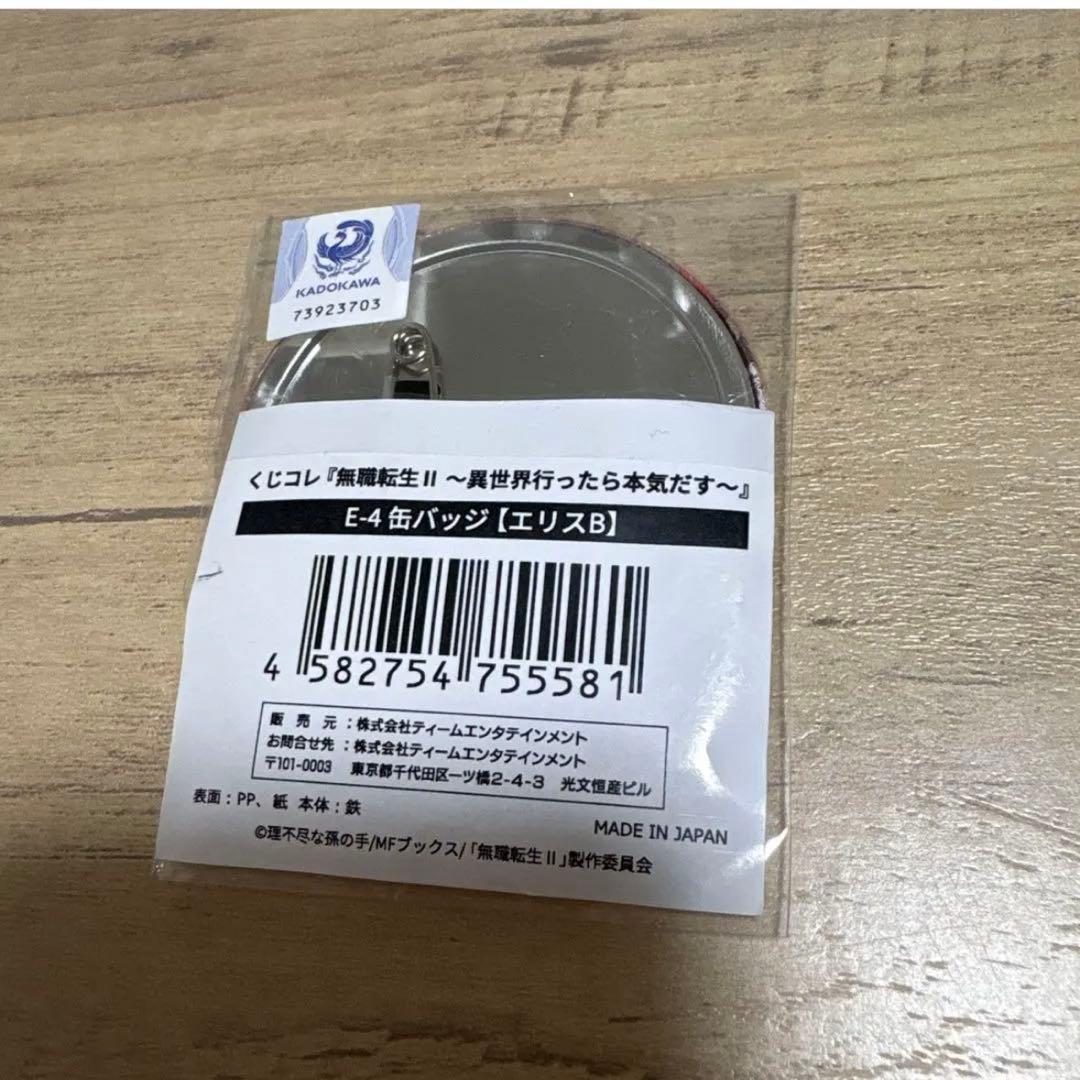 KADOKAWA
73923703
くじコレ『無職転生Ⅱ ～異世界行ったら本気だす～』
E-4 缶バッジ【エリスB】
4 582754 755581
販売元：株式会社ティームエンタテインメント
お問合せ先：株式会社ティームエンタテインメント
〒101-0003 東京都千代田区一ツ橋2-4-3 光文恒産ビル
表面：PP、紙 本体：鉄
MADE IN JAPAN
©理不尽な孫の手/MFブックス/「無職転生Ⅱ」製作委員会